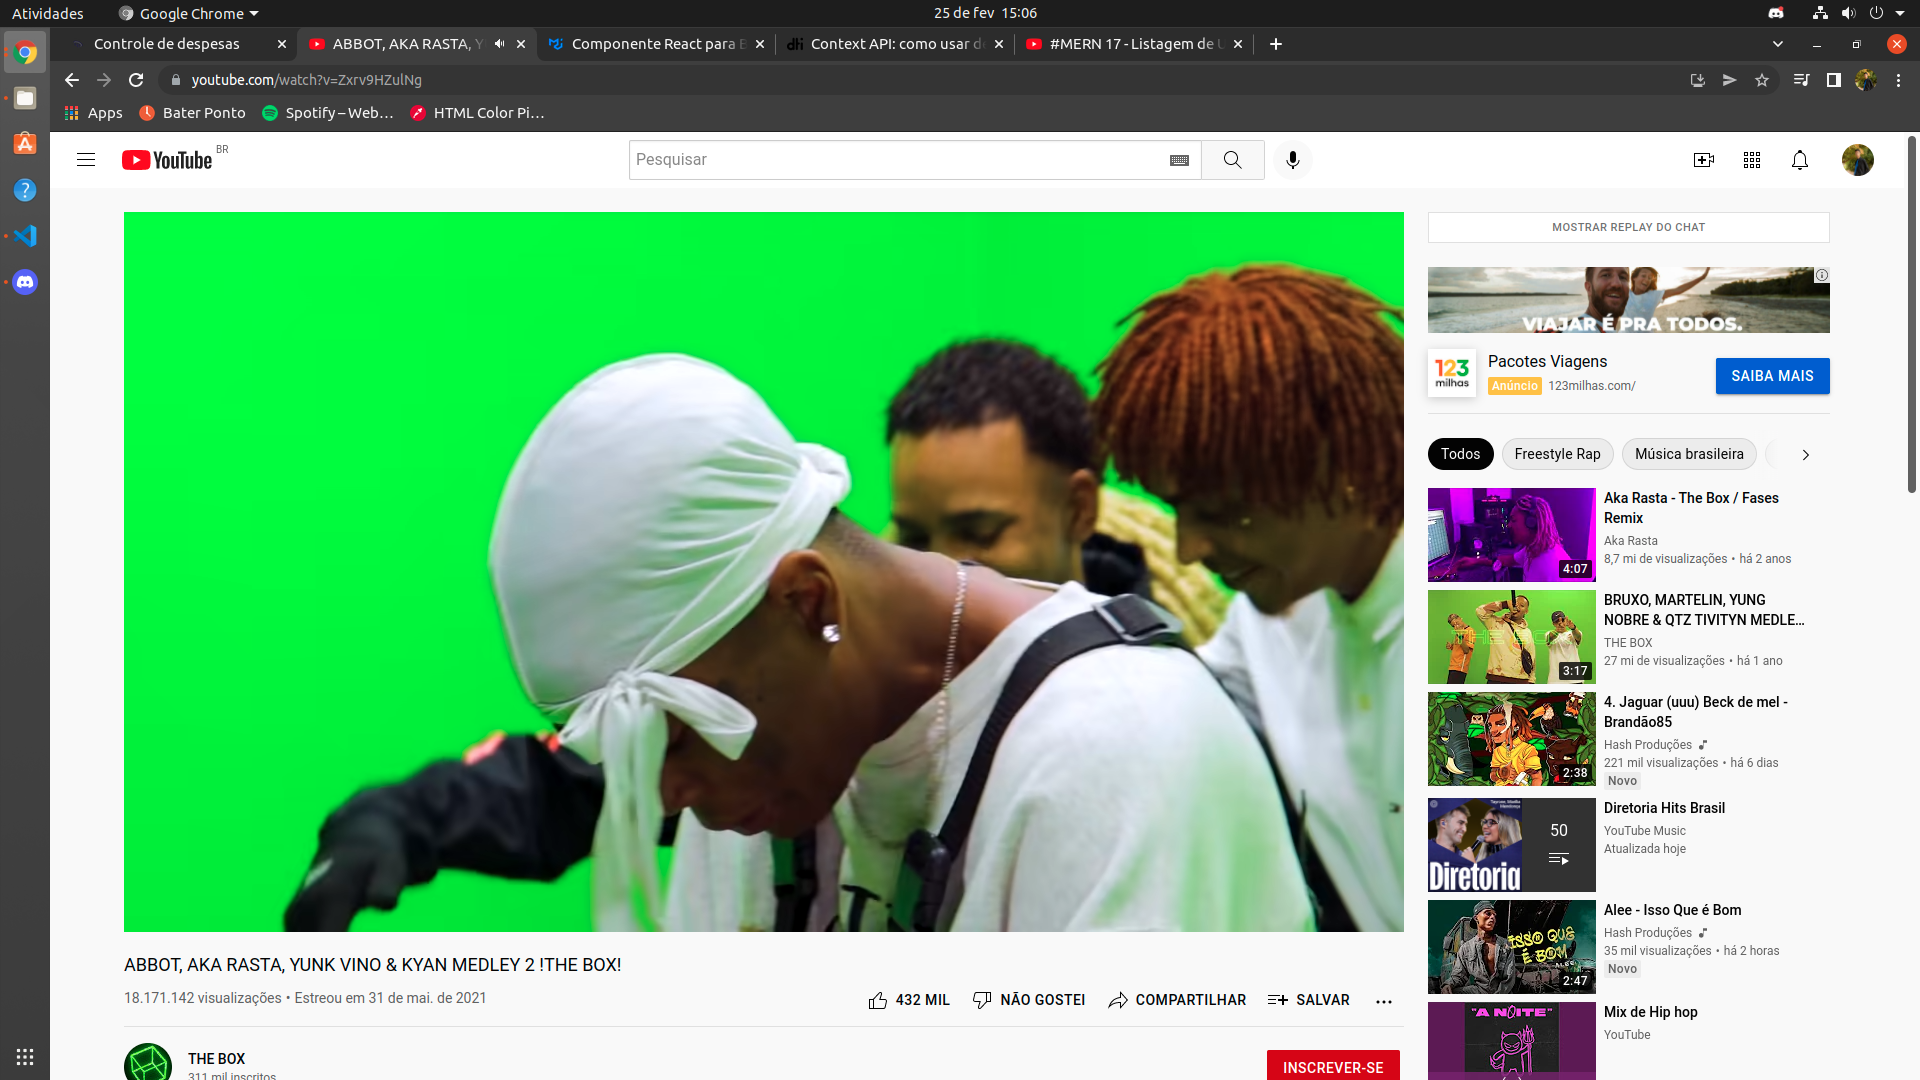 Atividades
Google Chrome
25 de fev 15:06
Controle de despesas
ABBOT, AKA RASTA, Y
Componente React para B
dti
Context API: como usar d
#MERN 17 - Listagem de U
youtube.com/watch?v=Zxrv9HZulNg
Apps
Bater Ponto
Spotify – Web…
HTML Color Pi…
YouTube BR
Pesquisar
MOSTRAR REPLAY DO CHAT
VIAJAR É PRA TODOS.
123
milhas
Pacotes Viagens
Anúncio 123milhas.com/
SAIBA MAIS
Todos
Freestyle Rap
Música brasileira
4:07
Aka Rasta - The Box / Fases
Remix
Aka Rasta
8,7 mi de visualizações • há 2 anos
3:17
BRUXO, MARTELIN, YUNG
NOBRE & QTZ TIVITYN MEDLE…
THE BOX
27 mi de visualizações • há 1 ano
2:38
4. Jaguar (uuu) Beck de mel -
Brandão85
Hash Produções
221 mil visualizações • há 6 dias
Novo
50
Diretoria
Diretoria Hits Brasil
YouTube Music
Atualizada hoje
ISSO QUE
É BOM
ALEE
2:47
Alee - Isso Que é Bom
Hash Produções
35 mil visualizações • há 2 horas
Novo
"A NOITE"
Mix de Hip hop
YouTube
ABBOT, AKA RASTA, YUNK VINO & KYAN MEDLEY 2 !THE BOX!
18.171.142 visualizações • Estreou em 31 de mai. de 2021
432 MIL
NÃO GOSTEI
COMPARTILHAR
SALVAR
THE BOX
311 mil inscritos
INSCREVER-SE